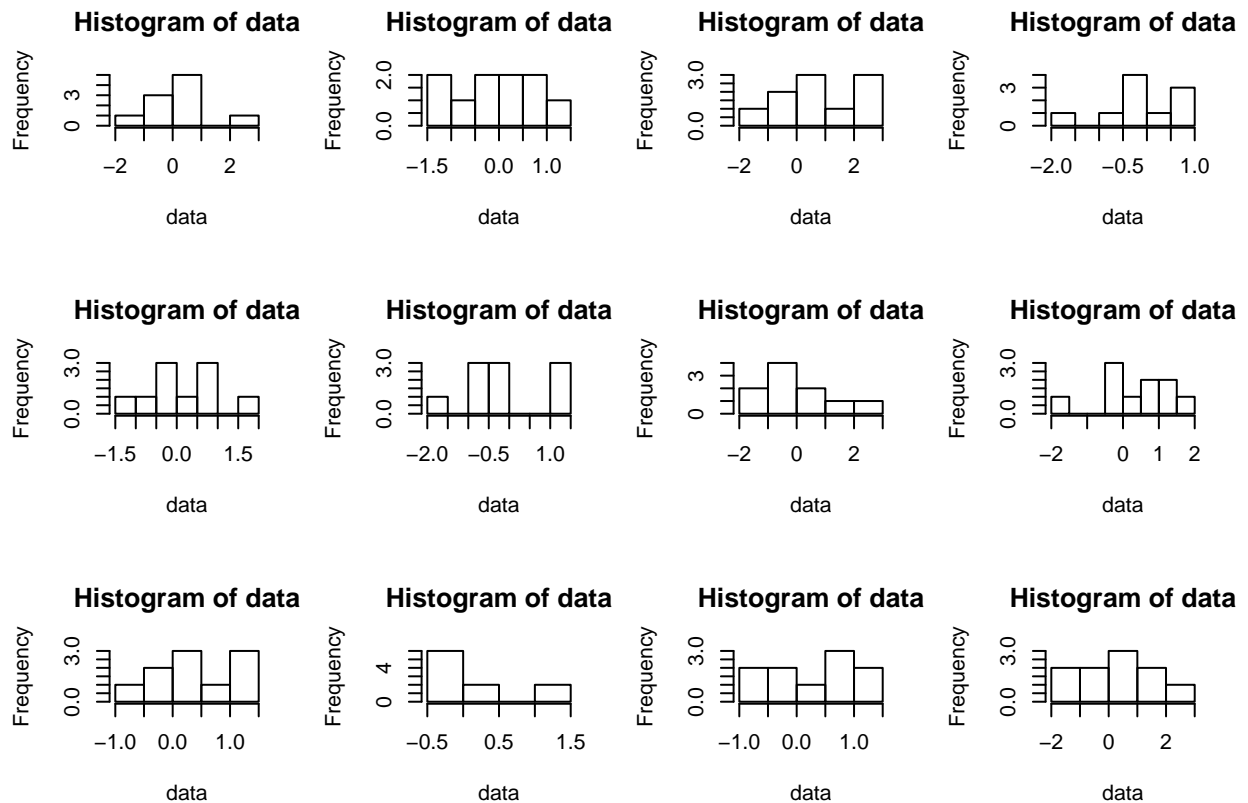 Histogram of data
Frequency
0 3
−2 0 2
data
Histogram of data
Frequency
0.0 2.0
−1.5 0.0 1.0
data
Histogram of data
Frequency
0.0 3.0
−2 0 2
data
Histogram of data
Frequency
0 3
−2.0 −0.5 1.0
data
Histogram of data
Frequency
0.0 3.0
−1.5 0.0 1.5
data
Histogram of data
Frequency
0.0 3.0
−2.0 −0.5 1.0
data
Histogram of data
Frequency
0 3
−2 0 2
data
Histogram of data
Frequency
0.0 3.0
−2 0 1 2
data
Histogram of data
Frequency
0.0 3.0
−1.0 0.0 1.0
data
Histogram of data
Frequency
0 4
−0.5 0.5 1.5
data
Histogram of data
Frequency
0.0 3.0
−1.0 0.0 1.0
data
Histogram of data
Frequency
0.0 3.0
−2 0 2
data